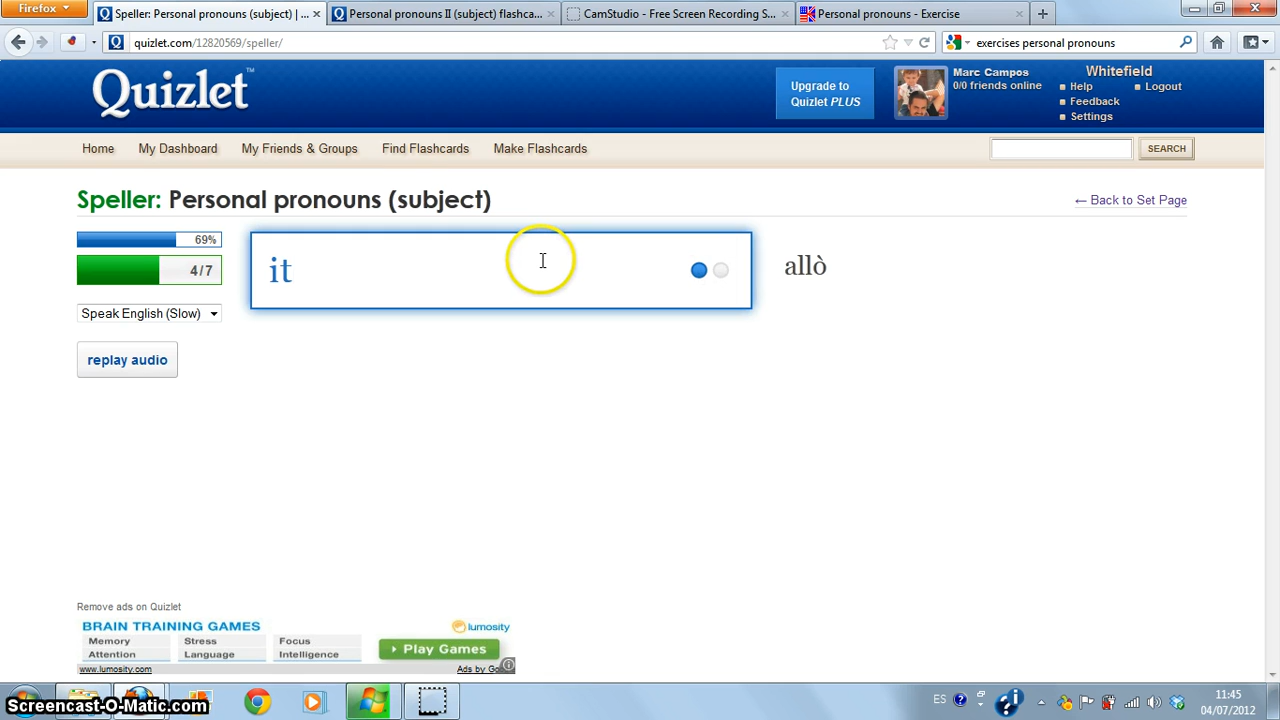 Firefox
Speller: Personal pronouns (subject) | ...
Personal pronouns II (subject) flashca...
CamStudio - Free Screen Recording S...
Personal pronouns - Exercise
quizlet.com/12820569/speller/
exercises personal pronouns
Quizlet™
Upgrade to
Quizlet PLUS
Marc Campos
0/0 friends online
Whitefield
Help
Logout
Feedback
Settings
Home
My Dashboard
My Friends & Groups
Find Flashcards
Make Flashcards
SEARCH
Speller: Personal pronouns (subject)
← Back to Set Page
69%
4/7
it
allò
Speak English (Slow)
replay audio
Remove ads on Quizlet
BRAIN TRAINING GAMES
lumosity
Memory
Stress
Focus
Attention
Language
Intelligence
Play Games
www.lumosity.com
Ads by Go
ES
11:45
04/07/2012
Screencast-O-Matic.com